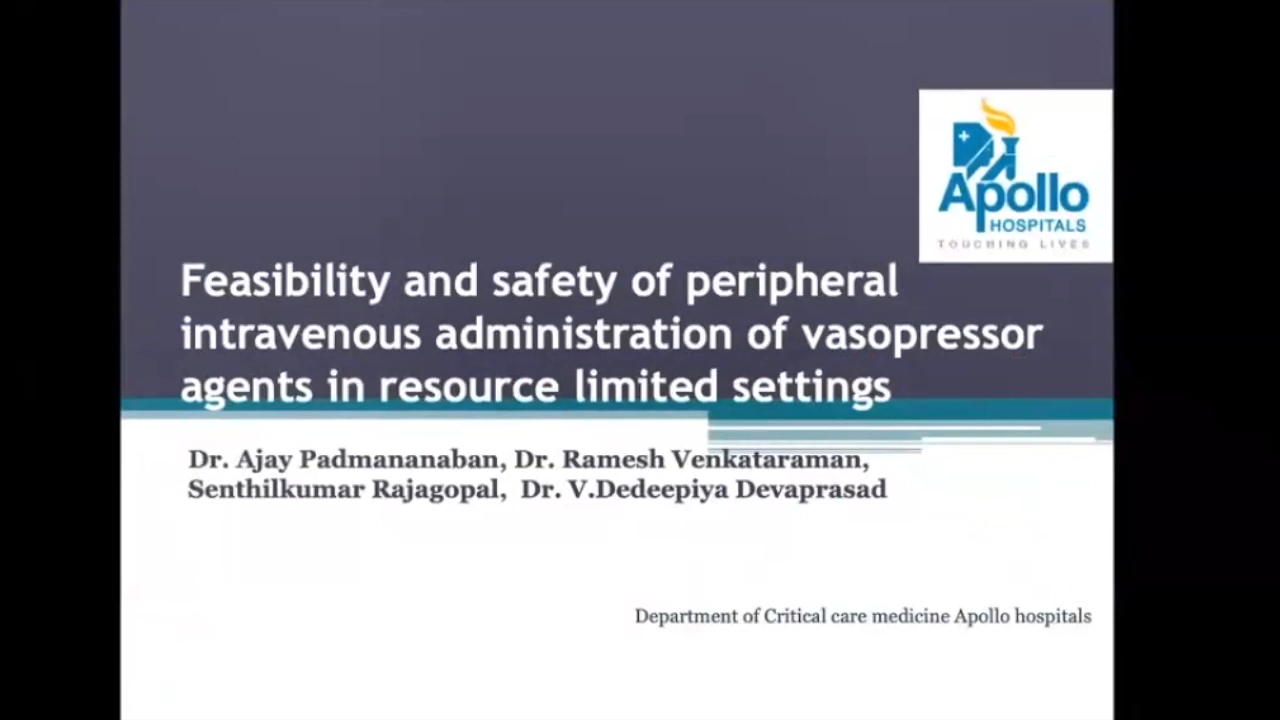 Apollo
HOSPITALS
TOUCHING LIVES
Feasibility and safety of peripheral
intravenous administration of vasopressor
agents in resource limited settings
Dr. Ajay Padmananaban, Dr. Ramesh Venkataraman,
Senthilkumar Rajagopal, Dr. V.Dedeepiya Devaprasad
Department of Critical care medicine Apollo hospitals